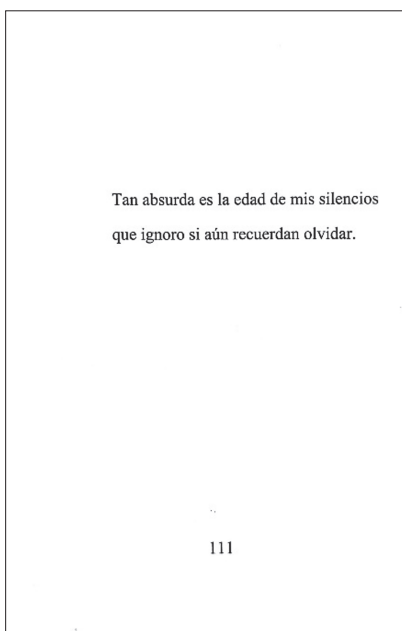 Tan absurda es la edad de mis silencios
que ignoro si aún recuerdan olvidar.
111